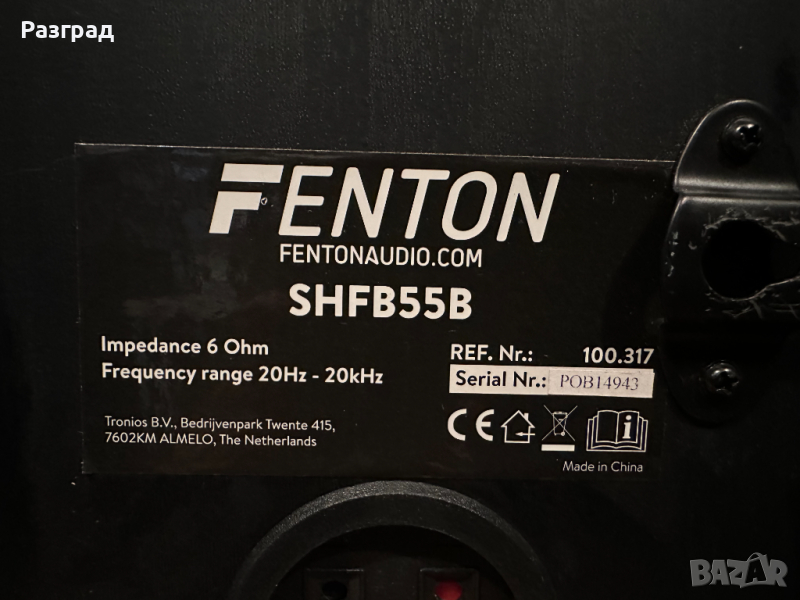 Разград
FENTON
FENTONAUDIO.COM
SHFB55B
Impedance 6 Ohm
Frequency range 20Hz - 20kHz
REF. Nr.: 100.317
Serial Nr.: POB14943
Tronios B.V., Bedrijvenpark Twente 415,
7602KM ALMELO, The Netherlands
CE
i
Made in China
BAZAR